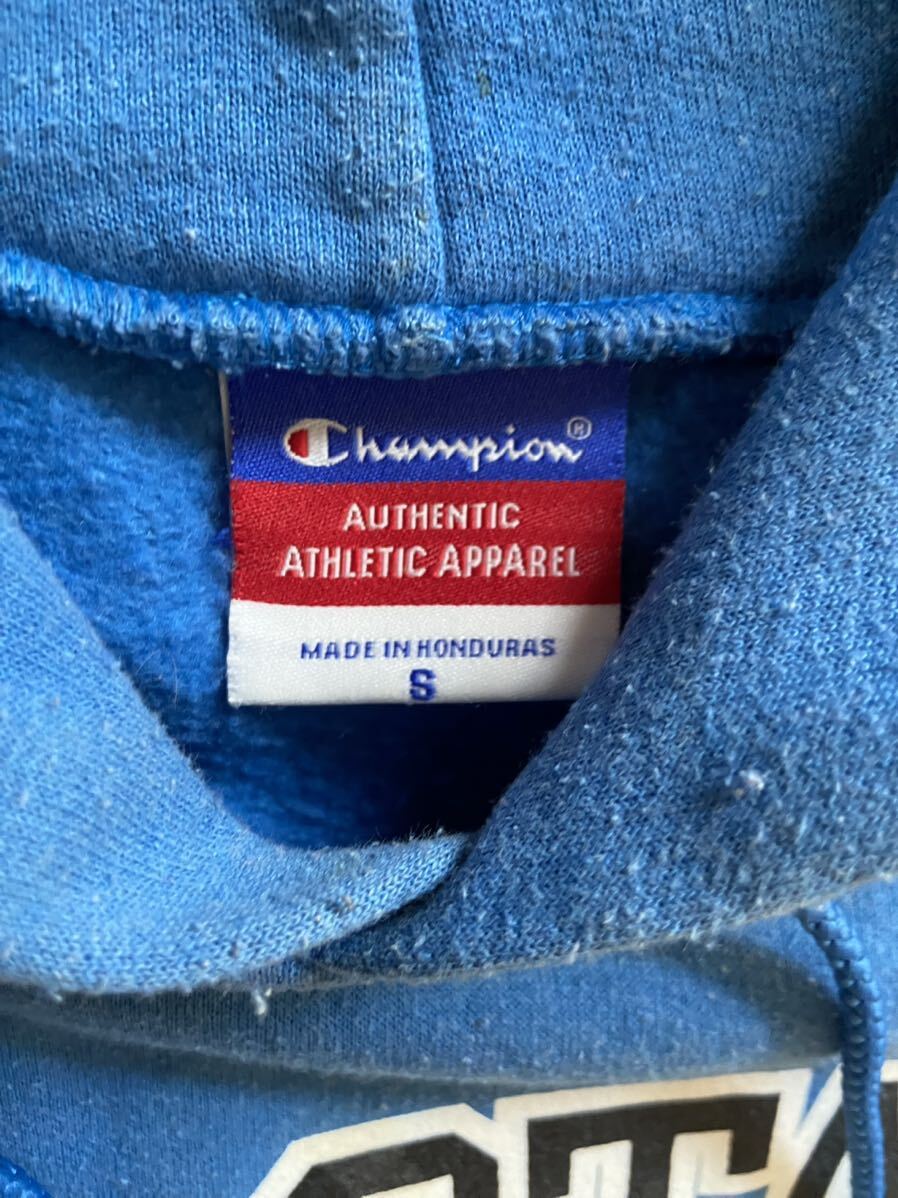 Champion®
AUTHENTIC
ATHLETIC APPAREL
MADE IN HONDURAS
S